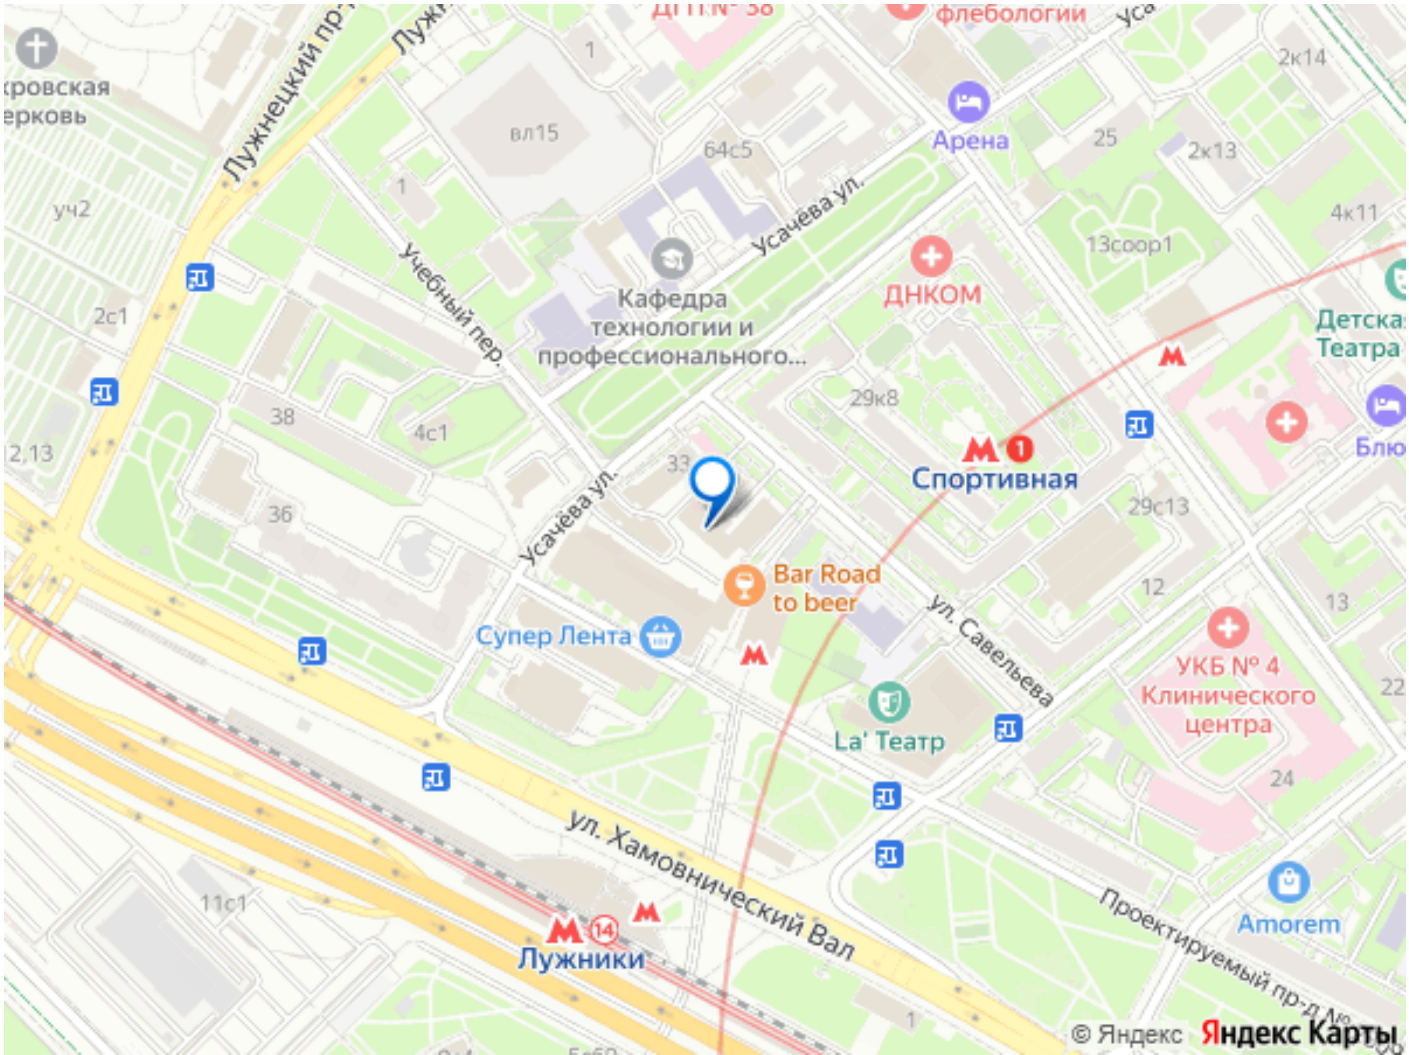 ДГП № 38
флебологии
Уса
Лужнецкий пр-
Луж
1
2к14
кровская
ерковь
вл15
Арена
25
2к13
64с5
1
уч2
Усачёва ул.
4к11
13соор1
Учебный пер.
Кафедра
технологии и
профессионального...
ДНКОМ
2с1
Детска
Театра
М
29к8
38
4с1
2,13
33
М 1
Спортивная
Блю
Усачёва ул.
36
29с13
Bar Road
to beer
12
13
ул. Савельева
Супер Лента
М
УКБ № 4
Клинического
центра
22
La' Театр
24
ул. Хамовнический Вал
11с1
М 14
М
Лужники
Amorem
Проектируемый пр-д №
1
© Яндекс
Яндекс Карты